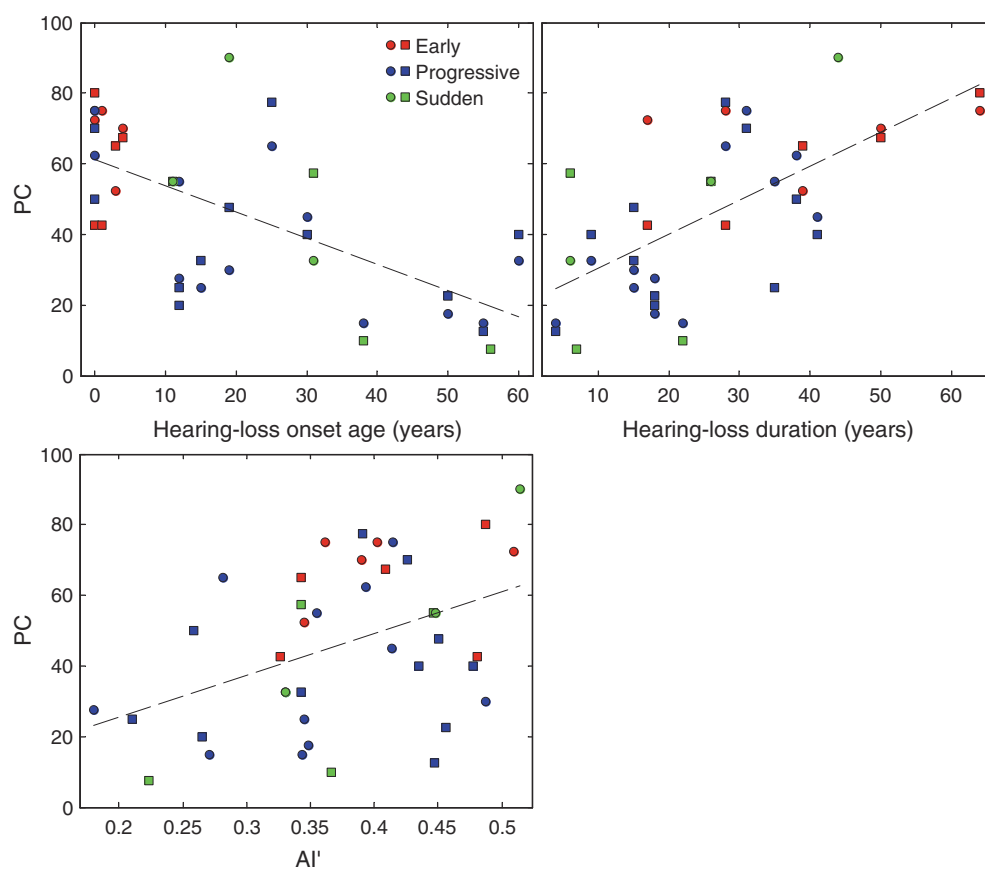 100
80
60
40
20
0
PC
Early
Progressive
Sudden
0 10 20 30 40 50 60
Hearing-loss onset age (years)
10 20 30 40 50 60
Hearing-loss duration (years)
100
80
60
40
20
0
PC
0.2 0.25 0.3 0.35 0.4 0.45 0.5
AI'